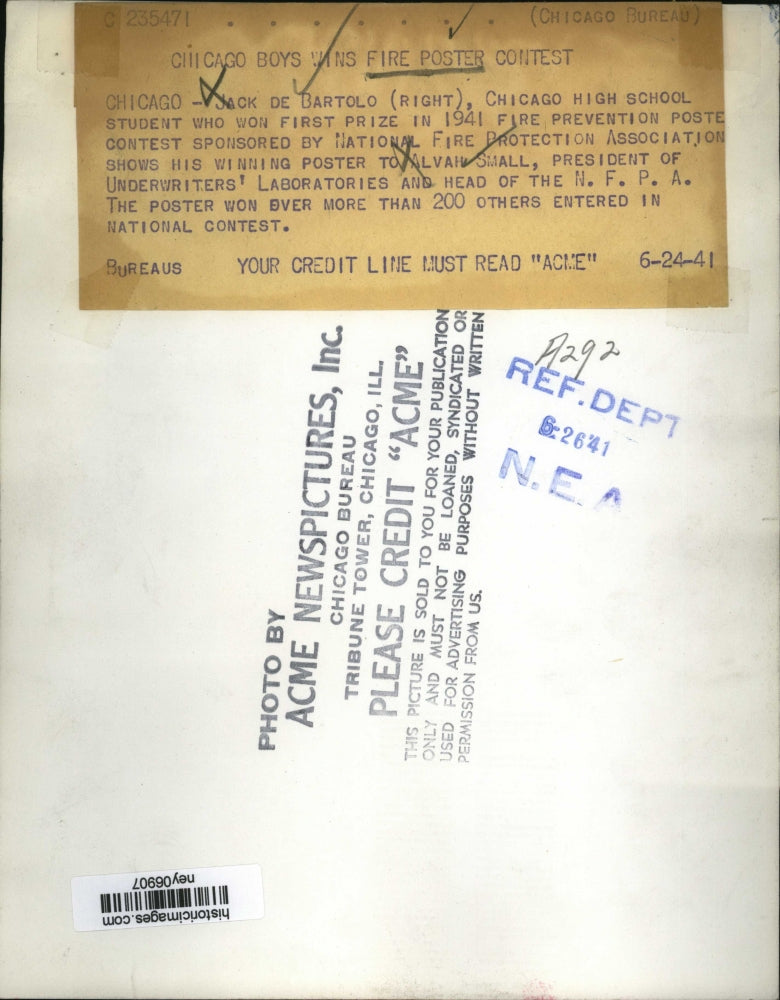 C 235471 . . . . . . . . (CHICAGO BUREAU)
CHICAGO BOYS WINS FIRE POSTER CONTEST
CHICAGO - JACK DE BARTOLO (RIGHT), CHICAGO HIGH SCHOOL
STUDENT WHO WON FIRST PRIZE IN 1941 FIRE PREVENTION POSTE
CONTEST SPONSORED BY NATIONAL FIRE PROTECTION ASSOCIATION
SHOWS HIS WINNING POSTER TO ALVAH SMALL, PRESIDENT OF
UNDERWRITERS' LABORATORIES AND HEAD OF THE N. F. P. A.
THE POSTER WON OVER MORE THAN 200 OTHERS ENTERED IN
NATIONAL CONTEST.
BUREAUS YOUR CREDIT LINE MUST READ "ACME" 6-24-41
PHOTO BY
ACME NEWSPICTURES, Inc.
CHICAGO BUREAU
TRIBUNE TOWER, CHICAGO, ILL.
PLEASE CREDIT "ACME"
THIS PICTURE IS SOLD TO YOU FOR YOUR PUBLICATION
ONLY AND MUST NOT BE LOANED, SYNDICATED OR
USED FOR ADVERTISING PURPOSES WITHOUT WRITTEN
PERMISSION FROM US.
A292
REF. DEPT
6-2641
N.E.A
historicimages.com
ney06907